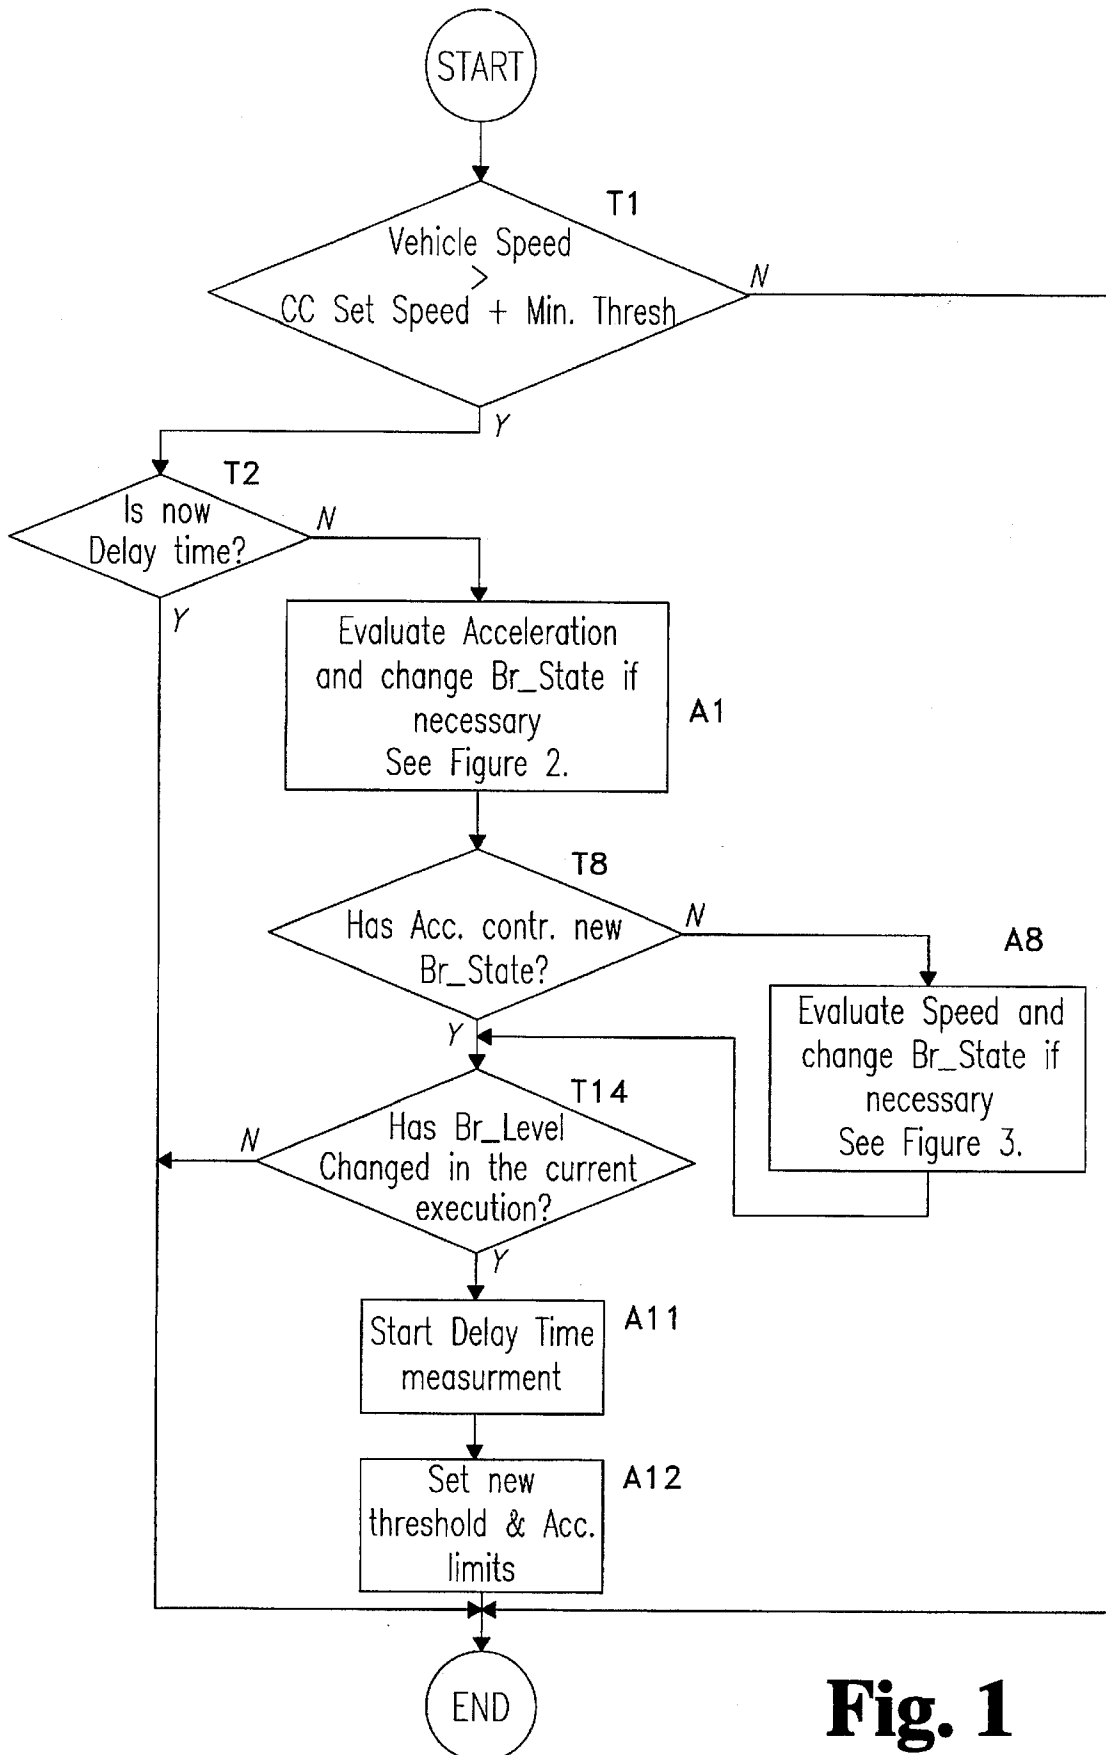 START
T1
Vehicle Speed
>
CC Set Speed + Min. Thresh
N
Y
T2
Is now
Delay time?
N
Y
Evaluate Acceleration
and change Br_State if
necessary
See Figure 2.
A1
T8
Has Acc. contr. new
Br_State?
N
Y
A8
Evaluate Speed and
change Br_State if
necessary
See Figure 3.
T14
Has Br_Level
Changed in the current
execution?
N
Y
A11
Start Delay Time
measurment
A12
Set new
threshold & Acc.
limits
END
Fig. 1